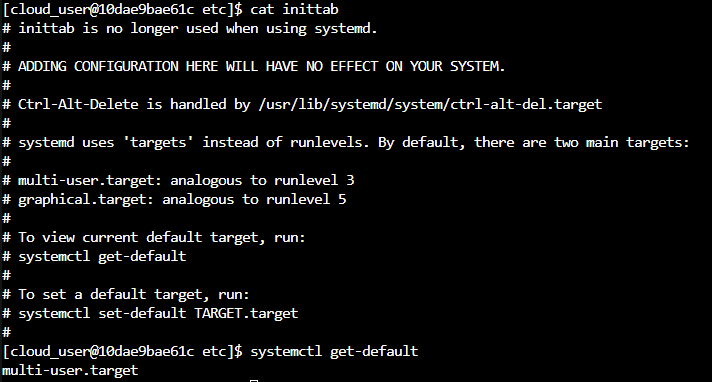 [cloud_user@10dae9bae61c etc]$ cat inittab
# inittab is no longer used when using systemd.
#
# ADDING CONFIGURATION HERE WILL HAVE NO EFFECT ON YOUR SYSTEM.
#
# Ctrl-Alt-Delete is handled by /usr/lib/systemd/system/ctrl-alt-del.target
#
# systemd uses 'targets' instead of runlevels. By default, there are two main targets:
#
# multi-user.target: analogous to runlevel 3
# graphical.target: analogous to runlevel 5
#
# To view current default target, run:
# systemctl get-default
#
# To set a default target, run:
# systemctl set-default TARGET.target
#
[cloud_user@10dae9bae61c etc]$ systemctl get-default
multi-user.target